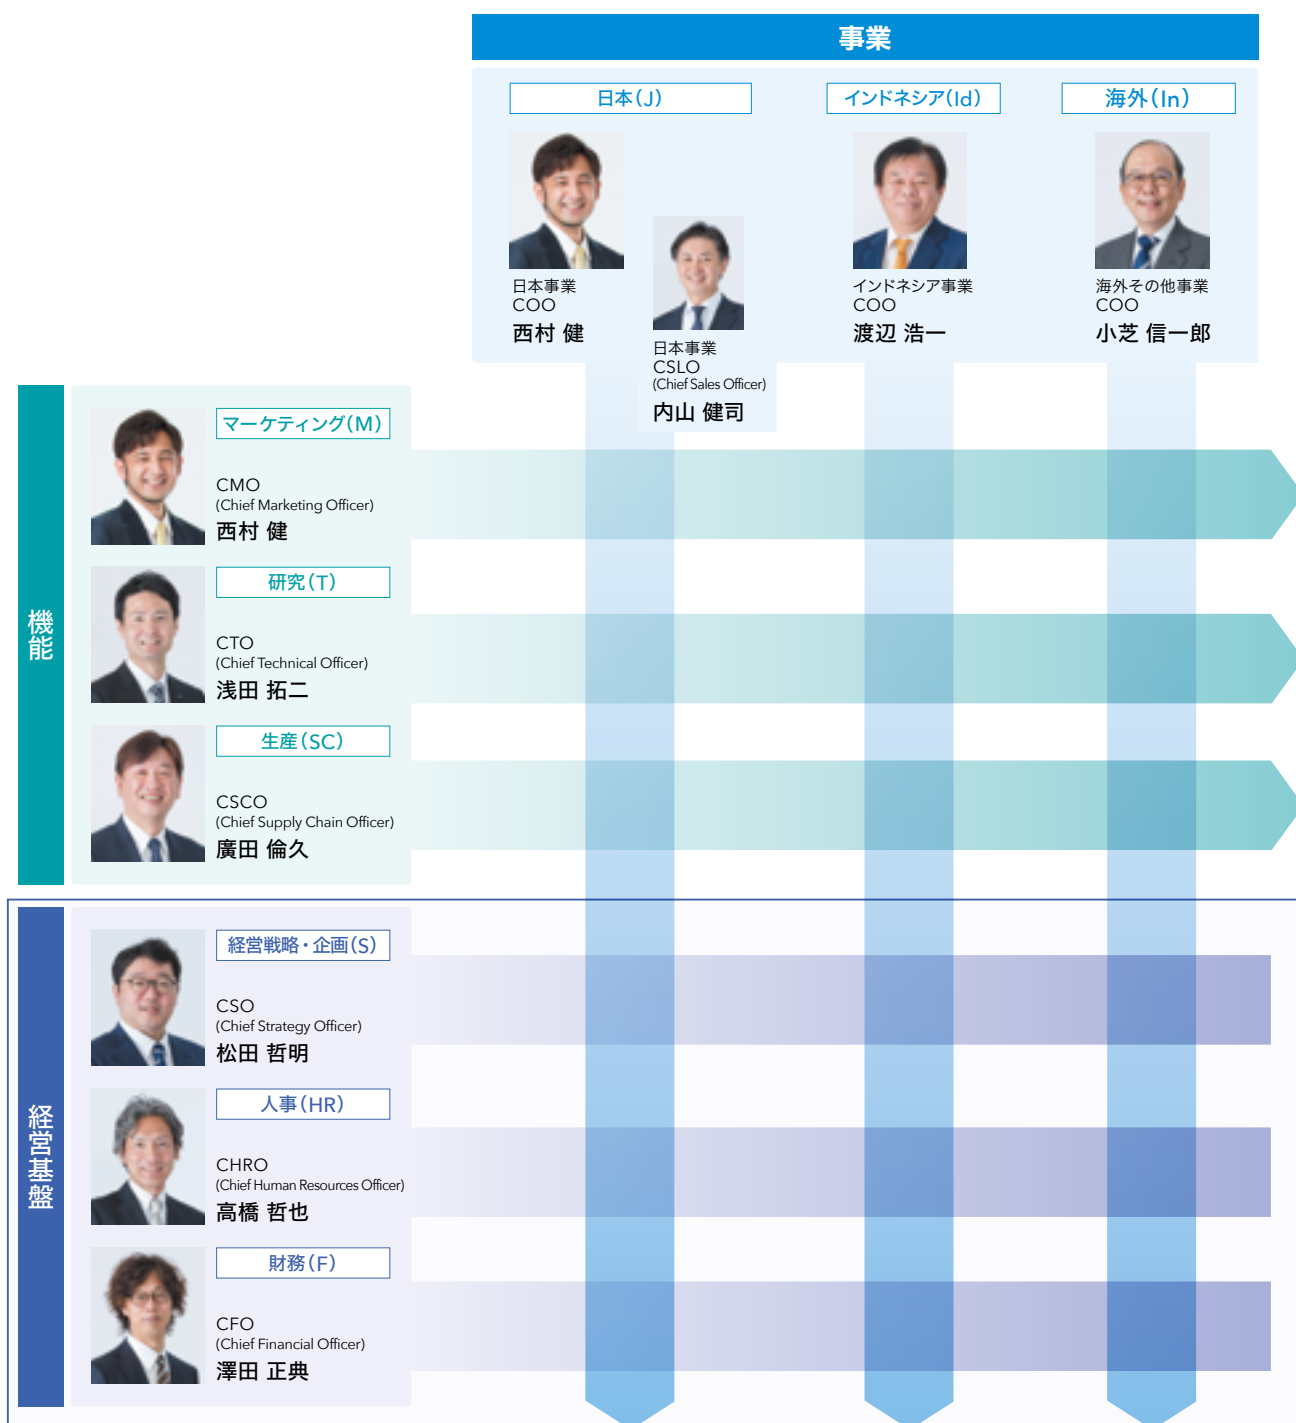 事業
日本(J)
インドネシア(Id)
海外(In)
日本事業
COO
西村 健
日本事業
CSLO
(Chief Sales Officer)
内山 健司
インドネシア事業
COO
渡辺 浩一
海外その他事業
COO
小芝 信一郎
機能
マーケティング(M)
CMO
(Chief Marketing Officer)
西村 健
研究(T)
CTO
(Chief Technical Officer)
浅田 拓二
生産(SC)
CSCO
(Chief Supply Chain Officer)
廣田 倫久
経営基盤
経営戦略・企画(S)
CSO
(Chief Strategy Officer)
松田 哲明
人事(HR)
CHRO
(Chief Human Resources Officer)
高橋 哲也
財務(F)
CFO
(Chief Financial Officer)
澤田 正典